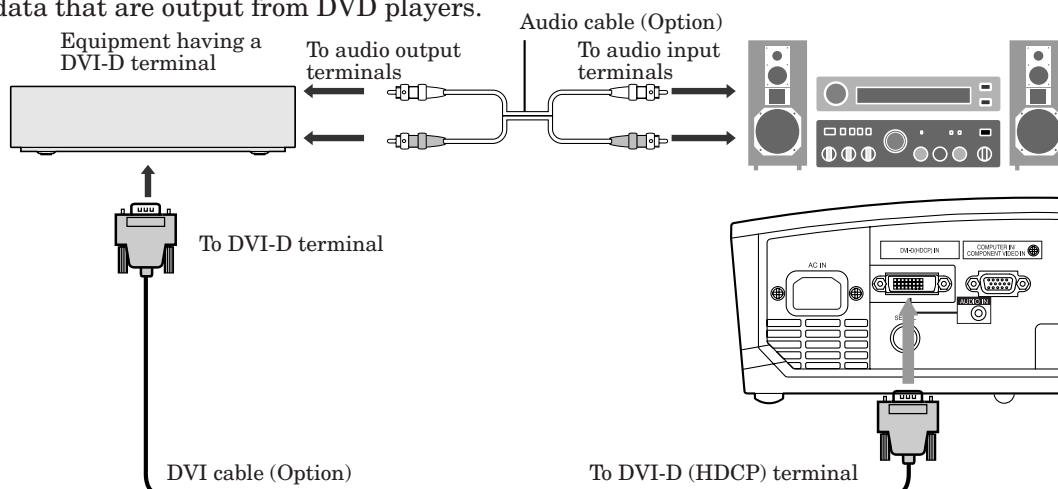 data that are output from DVD players.
Audio cable (Option)
Equipment having a
DVI-D terminal
To audio output
terminals
To audio input
terminals
To DVI-D terminal
DVI-D(HDCP) IN
COMPUTER IN/
COMPONENT VIDEO IN
AC IN
AUDIO IN
DVI cable (Option)
To DVI-D (HDCP) terminal